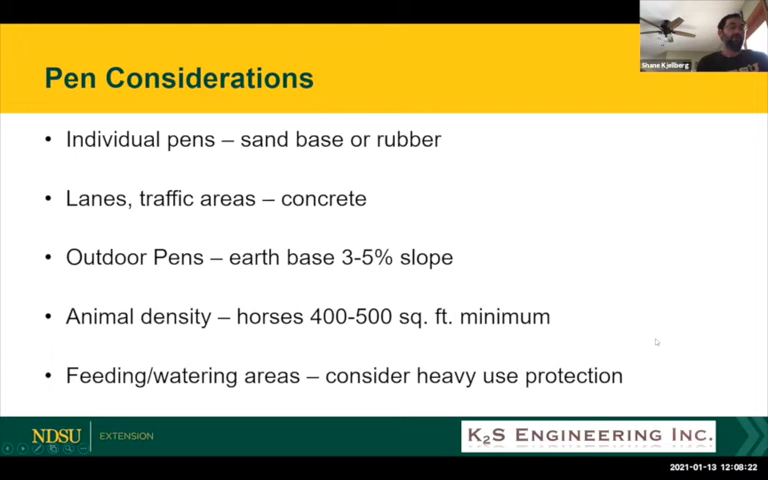 Shane Kjellberg
Pen Considerations
• Individual pens – sand base or rubber
• Lanes, traffic areas – concrete
• Outdoor Pens – earth base 3-5% slope
• Animal density – horses 400-500 sq. ft. minimum
• Feeding/watering areas – consider heavy use protection
NDSU EXTENSION
K2S ENGINEERING INC.
2021-01-13 12:08:22